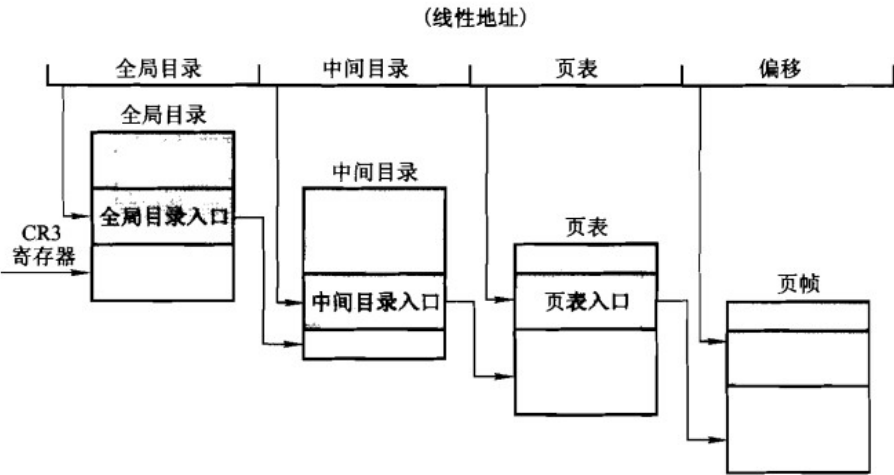 (线性地址)
全局目录 中间目录 页表 偏移
全局目录
中间目录
全局目录入口
页表
CR3
寄存器
页帧
中间目录入口
页表入口